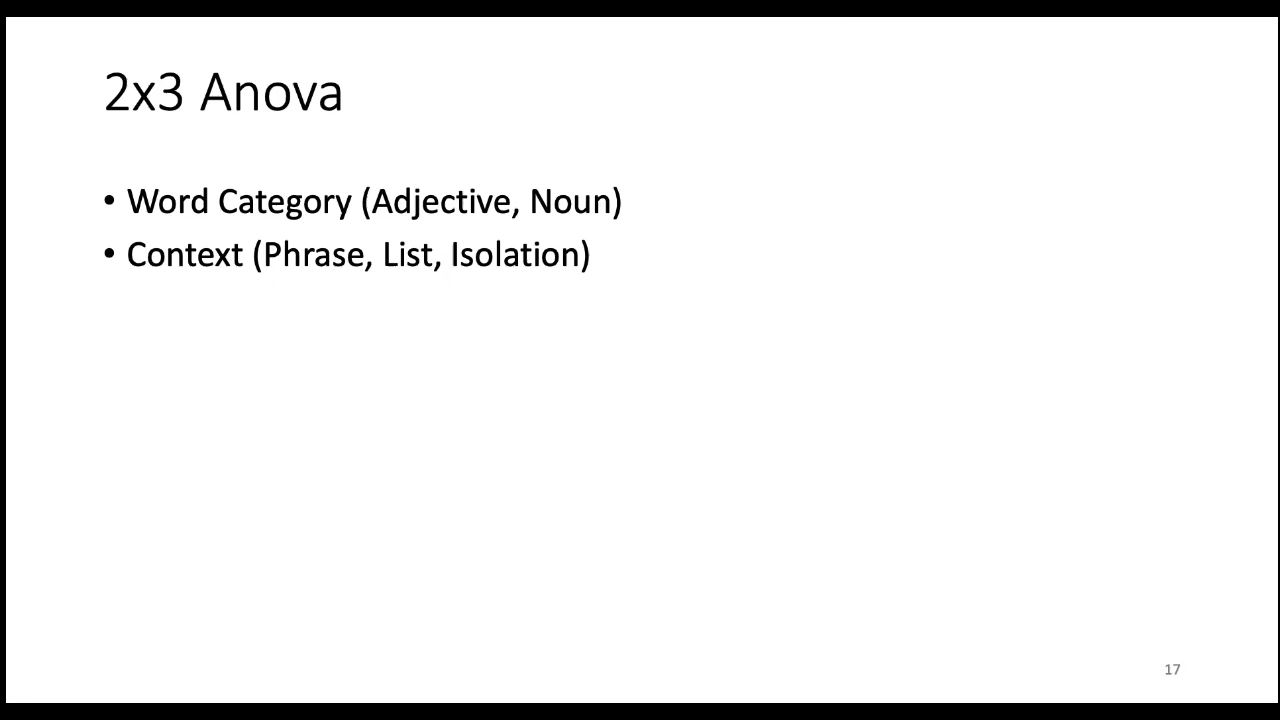 2x3 Anova
• Word Category (Adjective, Noun)
• Context (Phrase, List, Isolation)
17